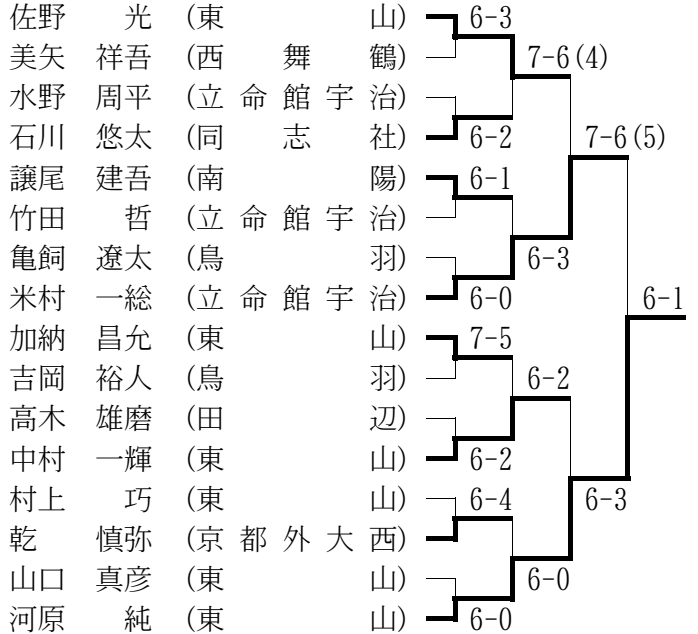 佐野　光 (東山) 6-3
美矢　祥吾 (西舞鶴)
7-6(4)
水野　周平 (立命館宇治)
石川　悠太 (同志社) 6-2
7-6(5)
譲尾　建吾 (南陽) 6-1
竹田　哲 (立命館宇治)
亀飼　遼太 (鳥羽) 6-3
米村　一総 (立命館宇治) 6-0
6-1
加納　昌允 (東山) 7-5
吉岡　裕人 (鳥羽)
6-2
高木　雄磨 (田辺)
中村　一輝 (東山) 6-2
村上　巧 (東山) 6-4
6-3
乾　慎弥 (京都外大西)
山口　真彦 (東山) 6-0
河原　純 (東山) 6-0